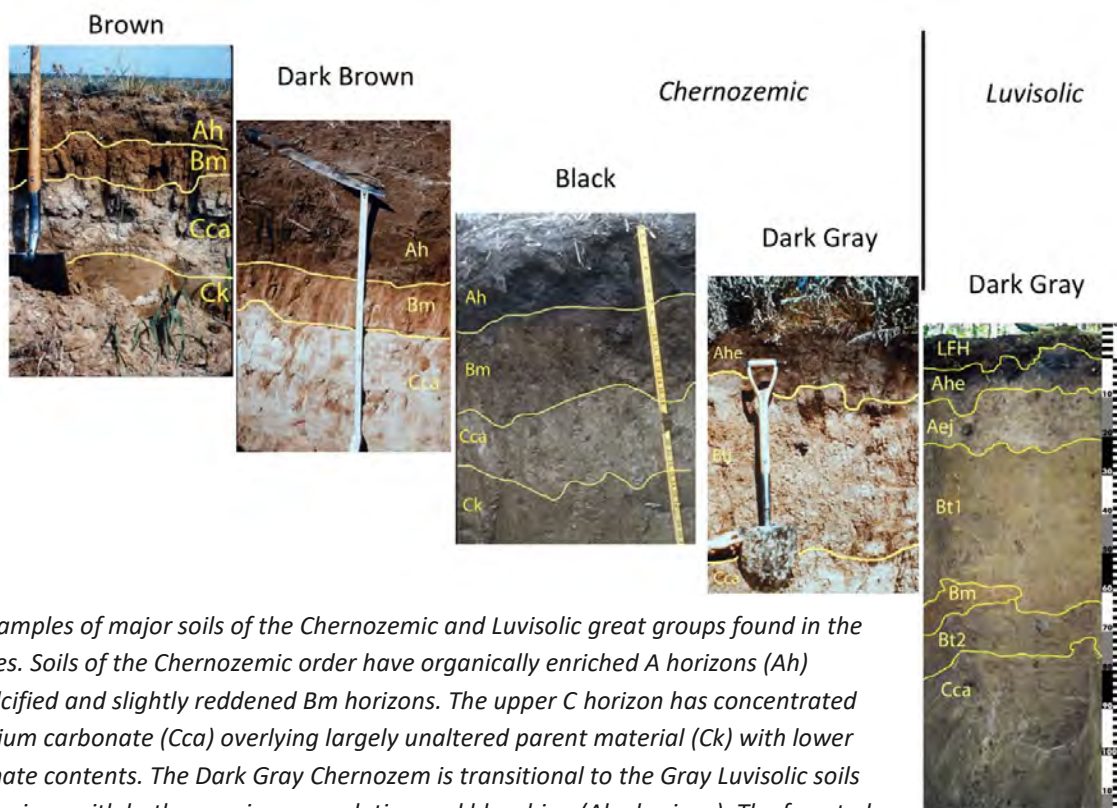 Brown
Dark Brown
Chernozemic
Luvisolic
Black
Dark Gray
Dark Gray
Ah
Bm
Cca
Ck
Ah
Bm
Cca
Ah
Bm
Cca
Ck
Ahe
Btj
Cca
LFH
Ahe
Aej
Bt1
Bm
Bt2
Cca
amples of major soils of the Chernozemic and Luvisolic great groups found in the
es. Soils of the Chernozemic order have organically enriched A horizons (Ah)
lcified and slightly reddened Bm horizons. The upper C horizon has concentrated
ium carbonate (Cca) overlying largely unaltered parent material (Ck) with lower
nate contents. The Dark Gray Chernozem is transitional to the Gray Luvisolic soils